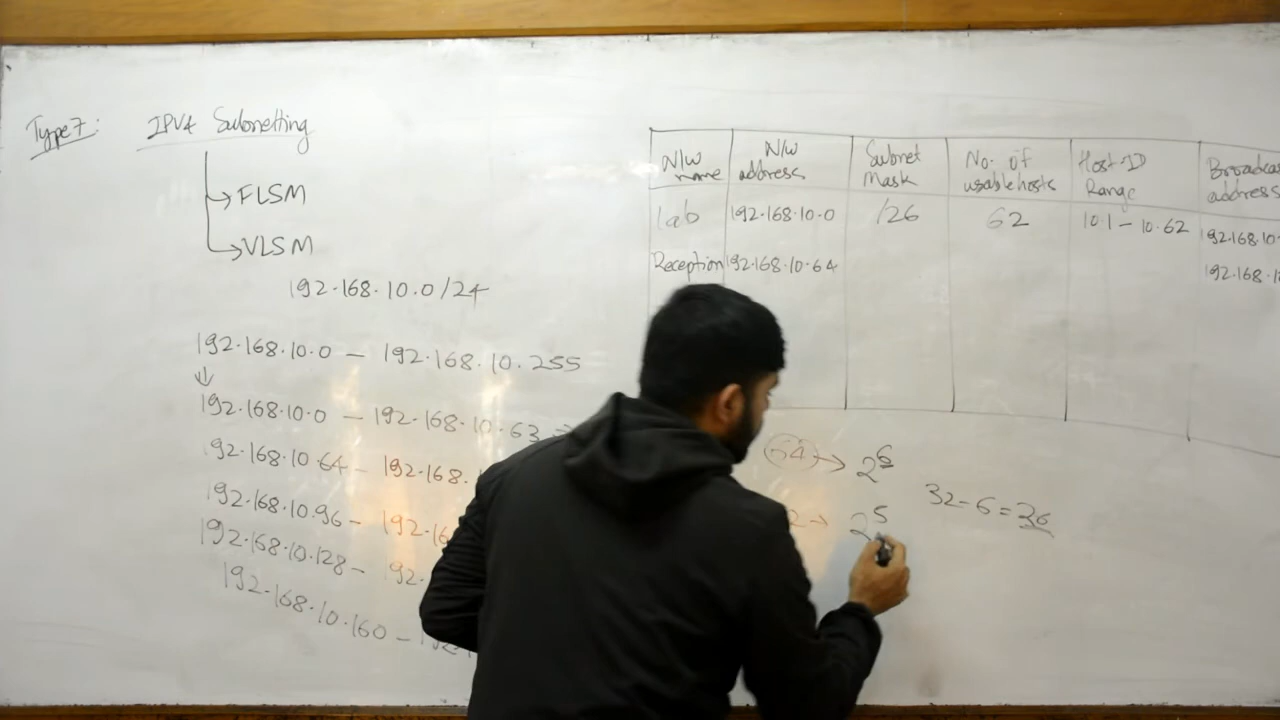 Type7:
IPV4 Subnetting
FLSM
VLSM
192.168.10.0/24
192.168.10.0 - 192.168.10.255
192.168.10.0 - 192.168.10.63
192.168.10.64 - 192.168.
192.168.10.96 -
192.168.10.128 -
192.168.10.160 -
N/w name
N/w address
Subnet Mask
No. of usable hosts
Host ID Range
address
lab
192.168.10.0
/26
62
10.1 - 10.62
192.168.10
Reception
192.168.10.64
192.168.1
64 → 2^6
2 → 2^5
32-6=26